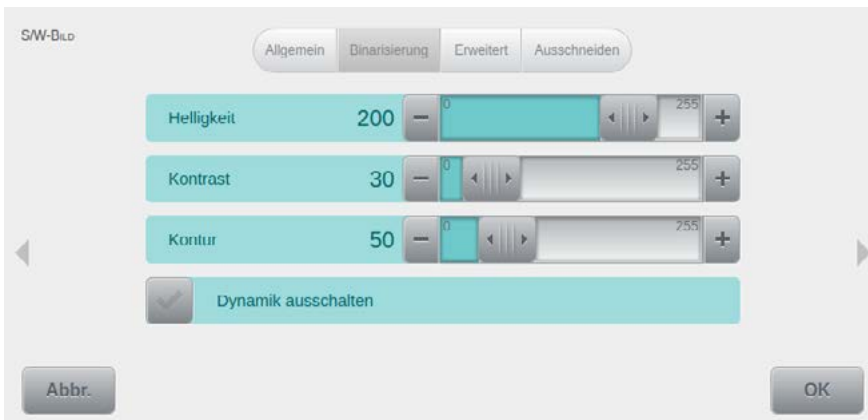 S/W-BILD
Allgemein Binarisierung Erweitert Ausschneiden
Helligkeit 200 − 0 255 +
Kontrast 30 − 0 255 +
Kontur 50 − 0 255 +
Dynamik ausschalten
Abbr. OK